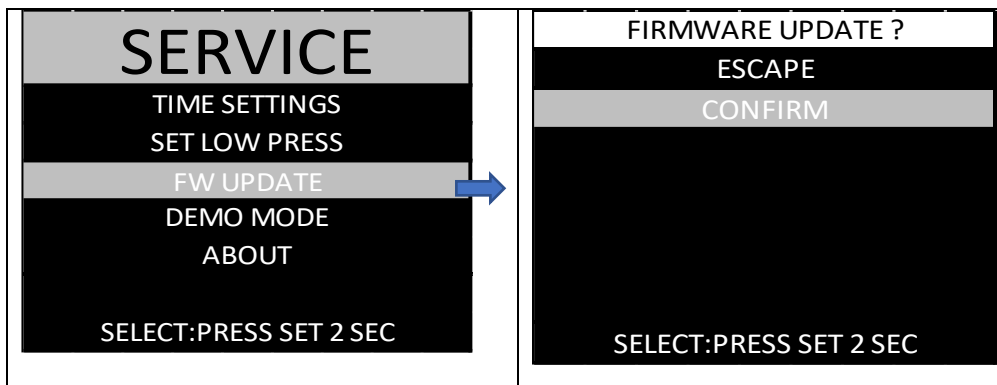 SERVICE
TIME SETTINGS
SET LOW PRESS
FW UPDATE
DEMO MODE
ABOUT
SELECT:PRESS SET 2 SEC
FIRMWARE UPDATE ?
ESCAPE
CONFIRM
SELECT:PRESS SET 2 SEC